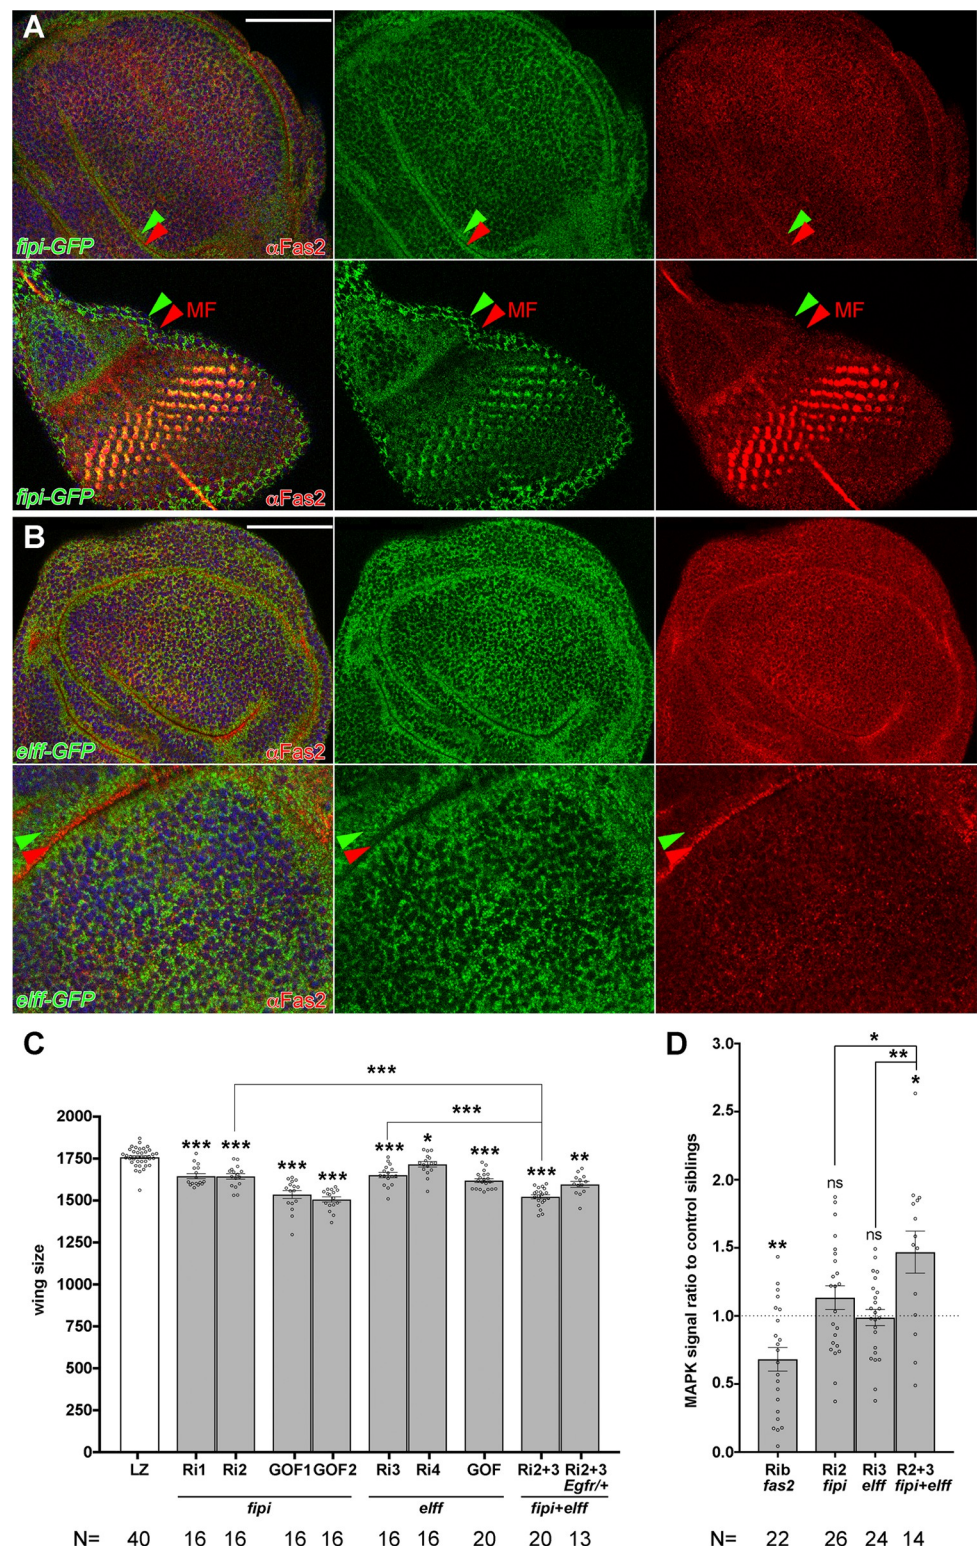 A
fipi-GFP
αFas2
MF
MF
fipi-GFP
αFas2
B
elff-GFP
αFas2
elff-GFP
αFas2
C
D
wing size
2000
1750
1500
1250
1000
750
500
250
0
***
***
***
***
***
***
***
*
***
***
**
LZ Ri1 Ri2 GOF1 GOF2 Ri3 Ri4 GOF Ri2+3 Ri2+3
Egfr/+
fipi elff fipi+elff
N= 40 16 16 16 16 16 16 20 20 13
MAPK signal ratio to control siblings
3.0
2.5
2.0
1.5
1.0
0.5
0.0
*
**
*
ns
ns
**
Rib Ri2 Ri3 R2+3
fas2 fipi elff fipi+elff
N= 22 26 24 14